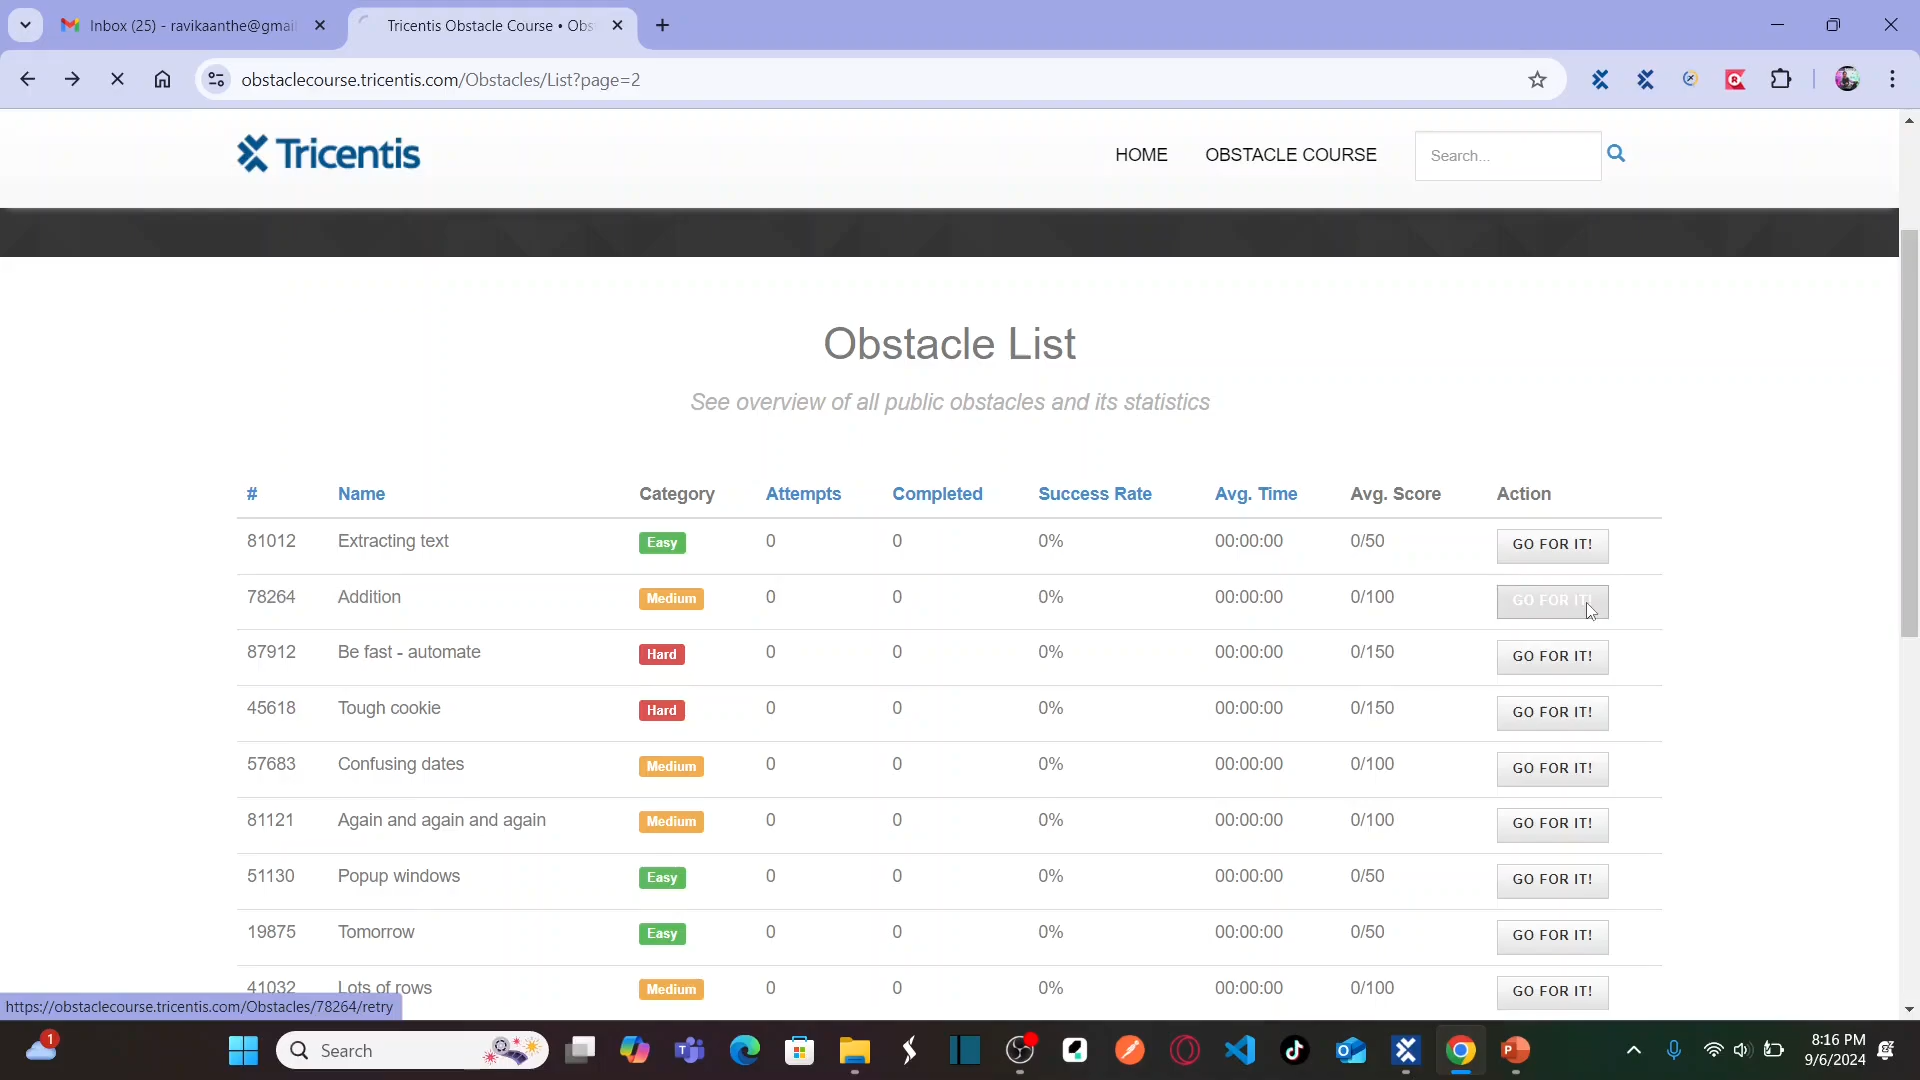 Inbox (25) - ravikaanthe@gmai
Tricentis Obstacle Course • Obs
obstaclecourse.tricentis.com/Obstacles/List?page=2
Tricentis
HOME
OBSTACLE COURSE
Search...
Obstacle List
See overview of all public obstacles and its statistics
# Name Category Attempts Completed Success Rate Avg. Time Avg. Score Action
81012 Extracting text Easy 0 0 0% 00:00:00 0/50 GO FOR IT!
78264 Addition Medium 0 0 0% 00:00:00 0/100 GO FOR IT!
87912 Be fast - automate Hard 0 0 0% 00:00:00 0/150 GO FOR IT!
45618 Tough cookie Hard 0 0 0% 00:00:00 0/150 GO FOR IT!
57683 Confusing dates Medium 0 0 0% 00:00:00 0/100 GO FOR IT!
81121 Again and again and again Medium 0 0 0% 00:00:00 0/100 GO FOR IT!
51130 Popup windows Easy 0 0 0% 00:00:00 0/50 GO FOR IT!
19875 Tomorrow Easy 0 0 0% 00:00:00 0/50 GO FOR IT!
41032 Lots of rows Medium 0 0 0% 00:00:00 0/100 GO FOR IT!
https://obstaclecourse.tricentis.com/Obstacles/78264/retry
1
Search
8:16 PM
9/6/2024